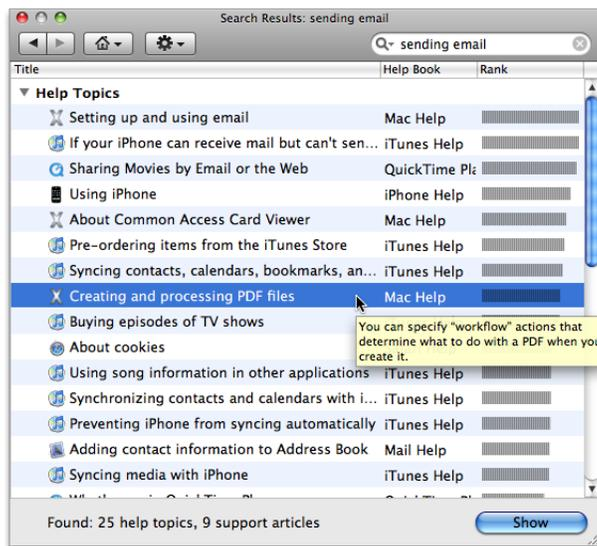 Search Results: sending email
sending email
Title Help Book Rank
Help Topics
Setting up and using email Mac Help
If your iPhone can receive mail but can't sen... iTunes Help
Sharing Movies by Email or the Web QuickTime Pla
Using iPhone iPhone Help
About Common Access Card Viewer Mac Help
Pre-ordering items from the iTunes Store iTunes Help
Syncing contacts, calendars, bookmarks, an... iTunes Help
Creating and processing PDF files Mac Help
Buying episodes of TV shows
You can specify "workflow" actions that
determine what to do with a PDF when you
create it.
About cookies
Using song information in other applications iTunes Help
Synchronizing contacts and calendars with i... iTunes Help
Preventing iPhone from syncing automatically iTunes Help
Adding contact information to Address Book Mail Help
Syncing media with iPhone iTunes Help
Found: 25 help topics, 9 support articles
Show